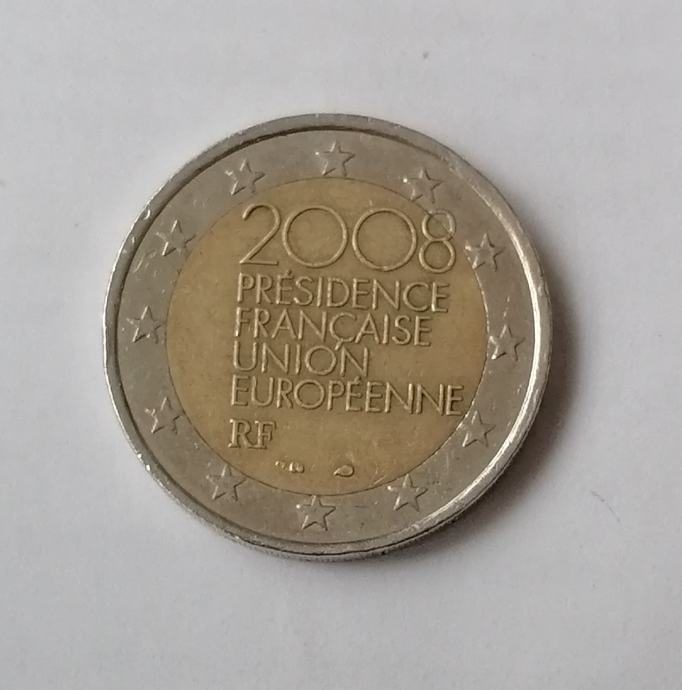 2008
PRÉSIDENCE
FRANÇAISE
UNION
EUROPÉENNE
RF